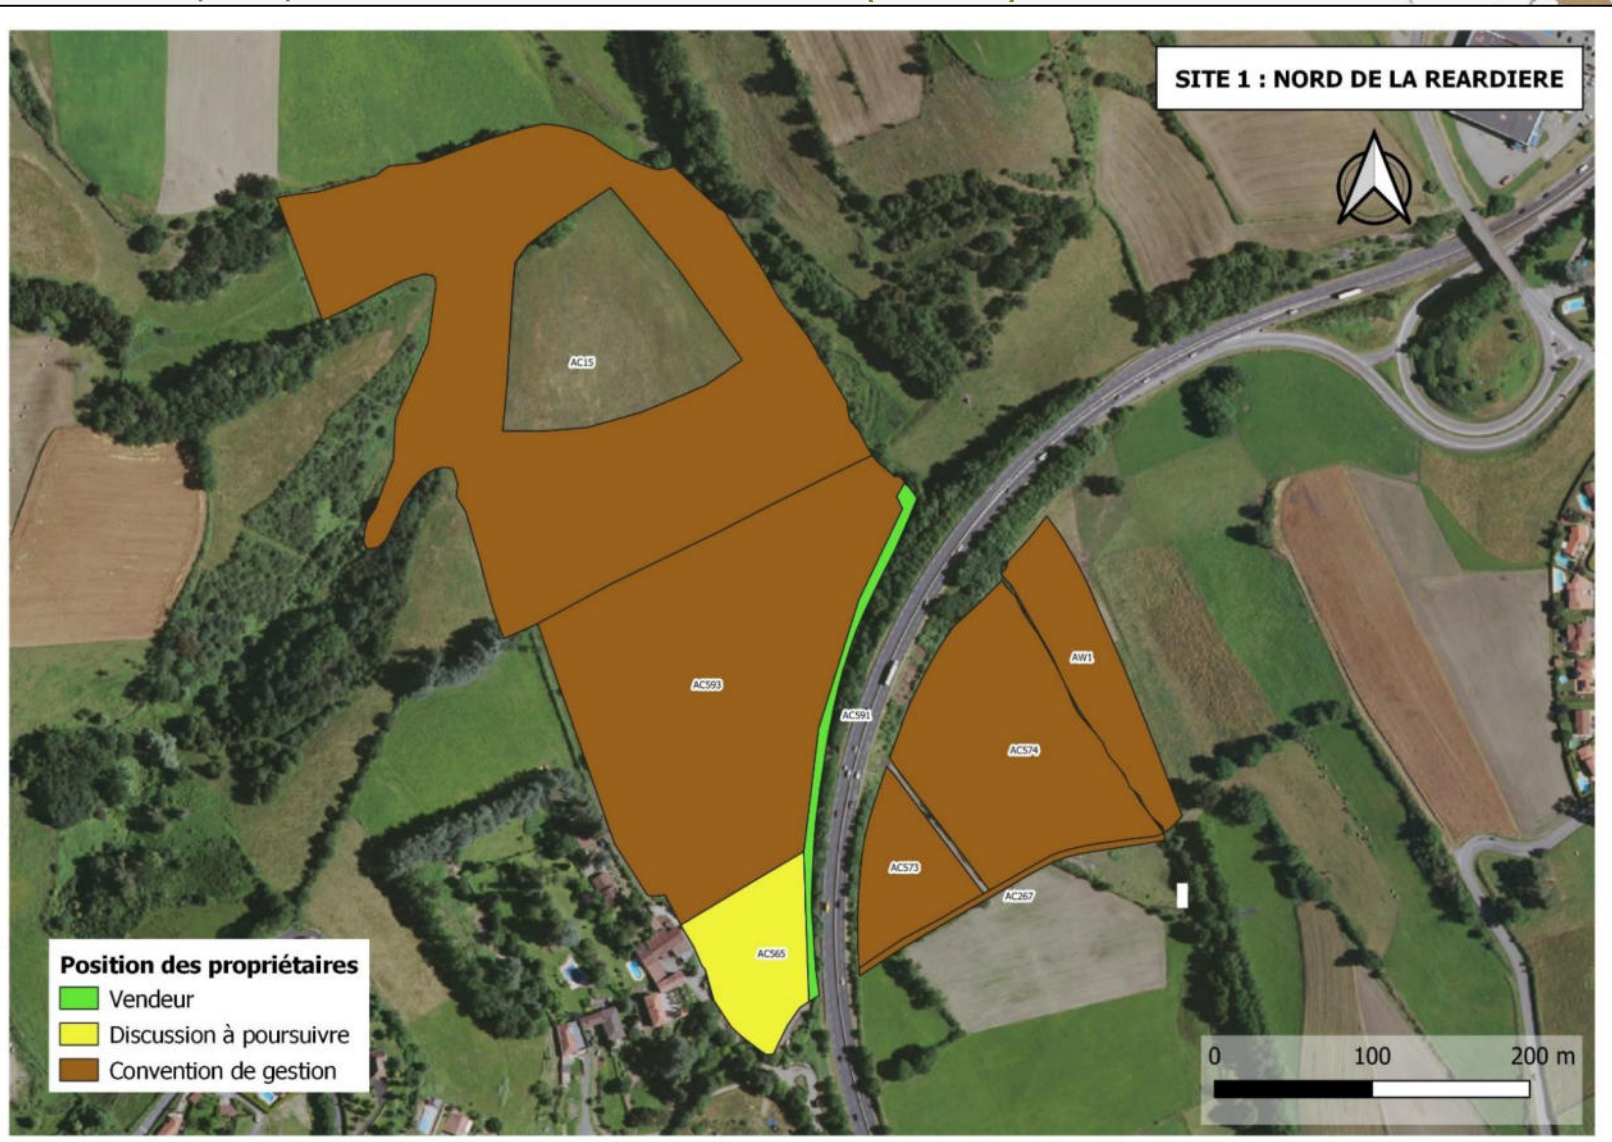 SITE 1 : NORD DE LA REARDIERE
AC15
AW1
AC593
AC591
AC574
AC573
AC267
AC565
Position des propriétaires
Vendeur
Discussion à poursuivre
Convention de gestion
0 100 200 m